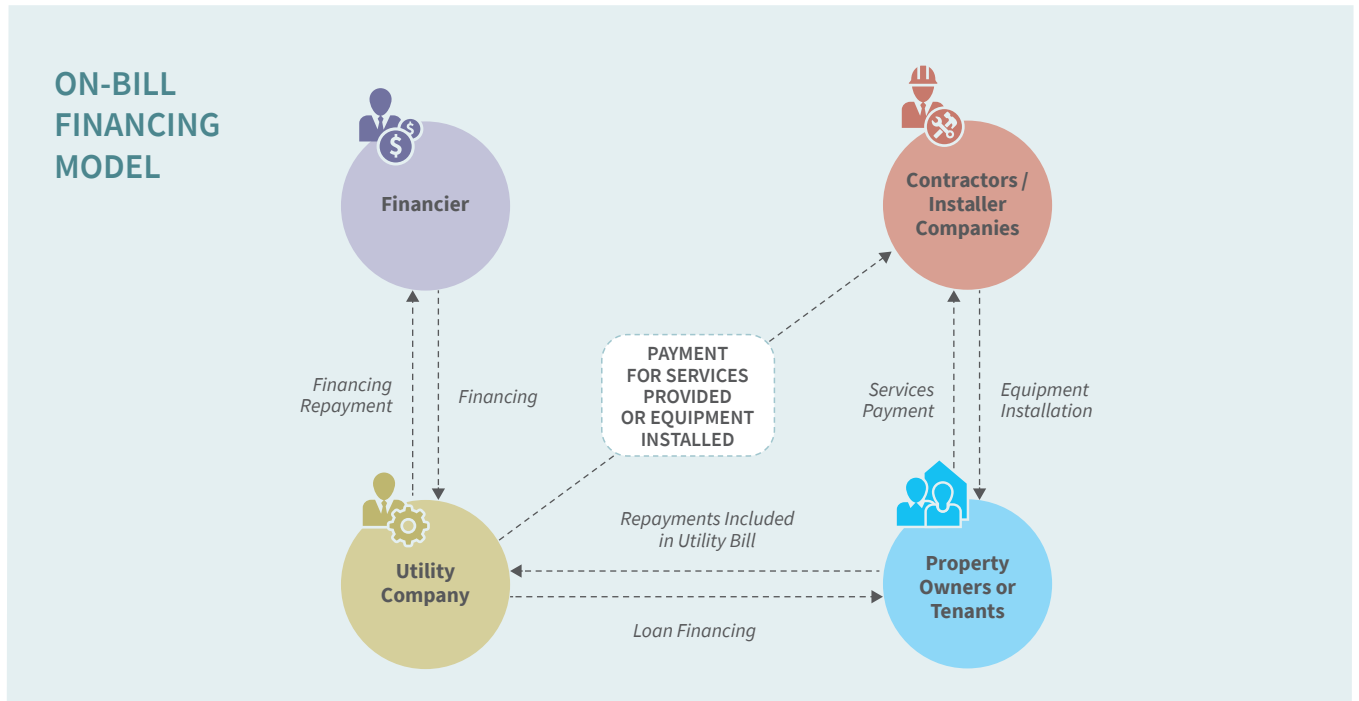 ON-BILL
FINANCING
MODEL
Financier
Contractors /
Installer
Companies
PAYMENT
FOR SERVICES
PROVIDED
OR EQUIPMENT
INSTALLED
Financing
Repayment
Financing
Services
Payment
Equipment
Installation
Repayments Included
in Utility Bill
Utility
Company
Property
Owners or
Tenants
Loan Financing
$
$